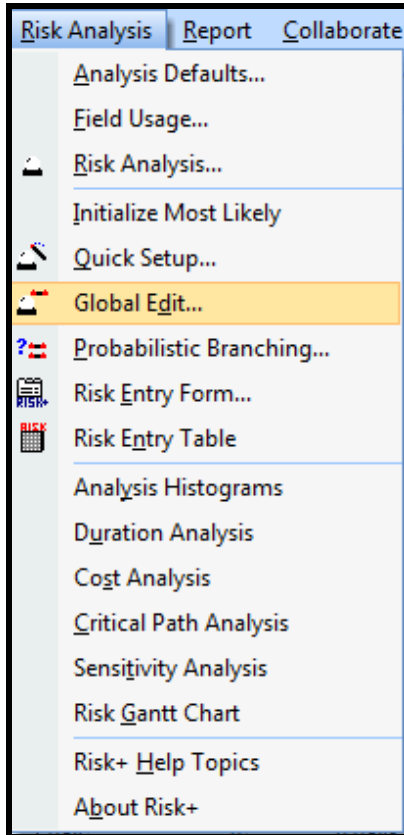 Risk Analysis Report Collaborate
Analysis Defaults...
Field Usage...
Risk Analysis...
Initialize Most Likely
Quick Setup...
Global Edit...
? Probabilistic Branching...
RISK+ Risk Entry Form...
RISK Risk Entry Table
Analysis Histograms
Duration Analysis
Cost Analysis
Critical Path Analysis
Sensitivity Analysis
Risk Gantt Chart
Risk+ Help Topics
About Risk+